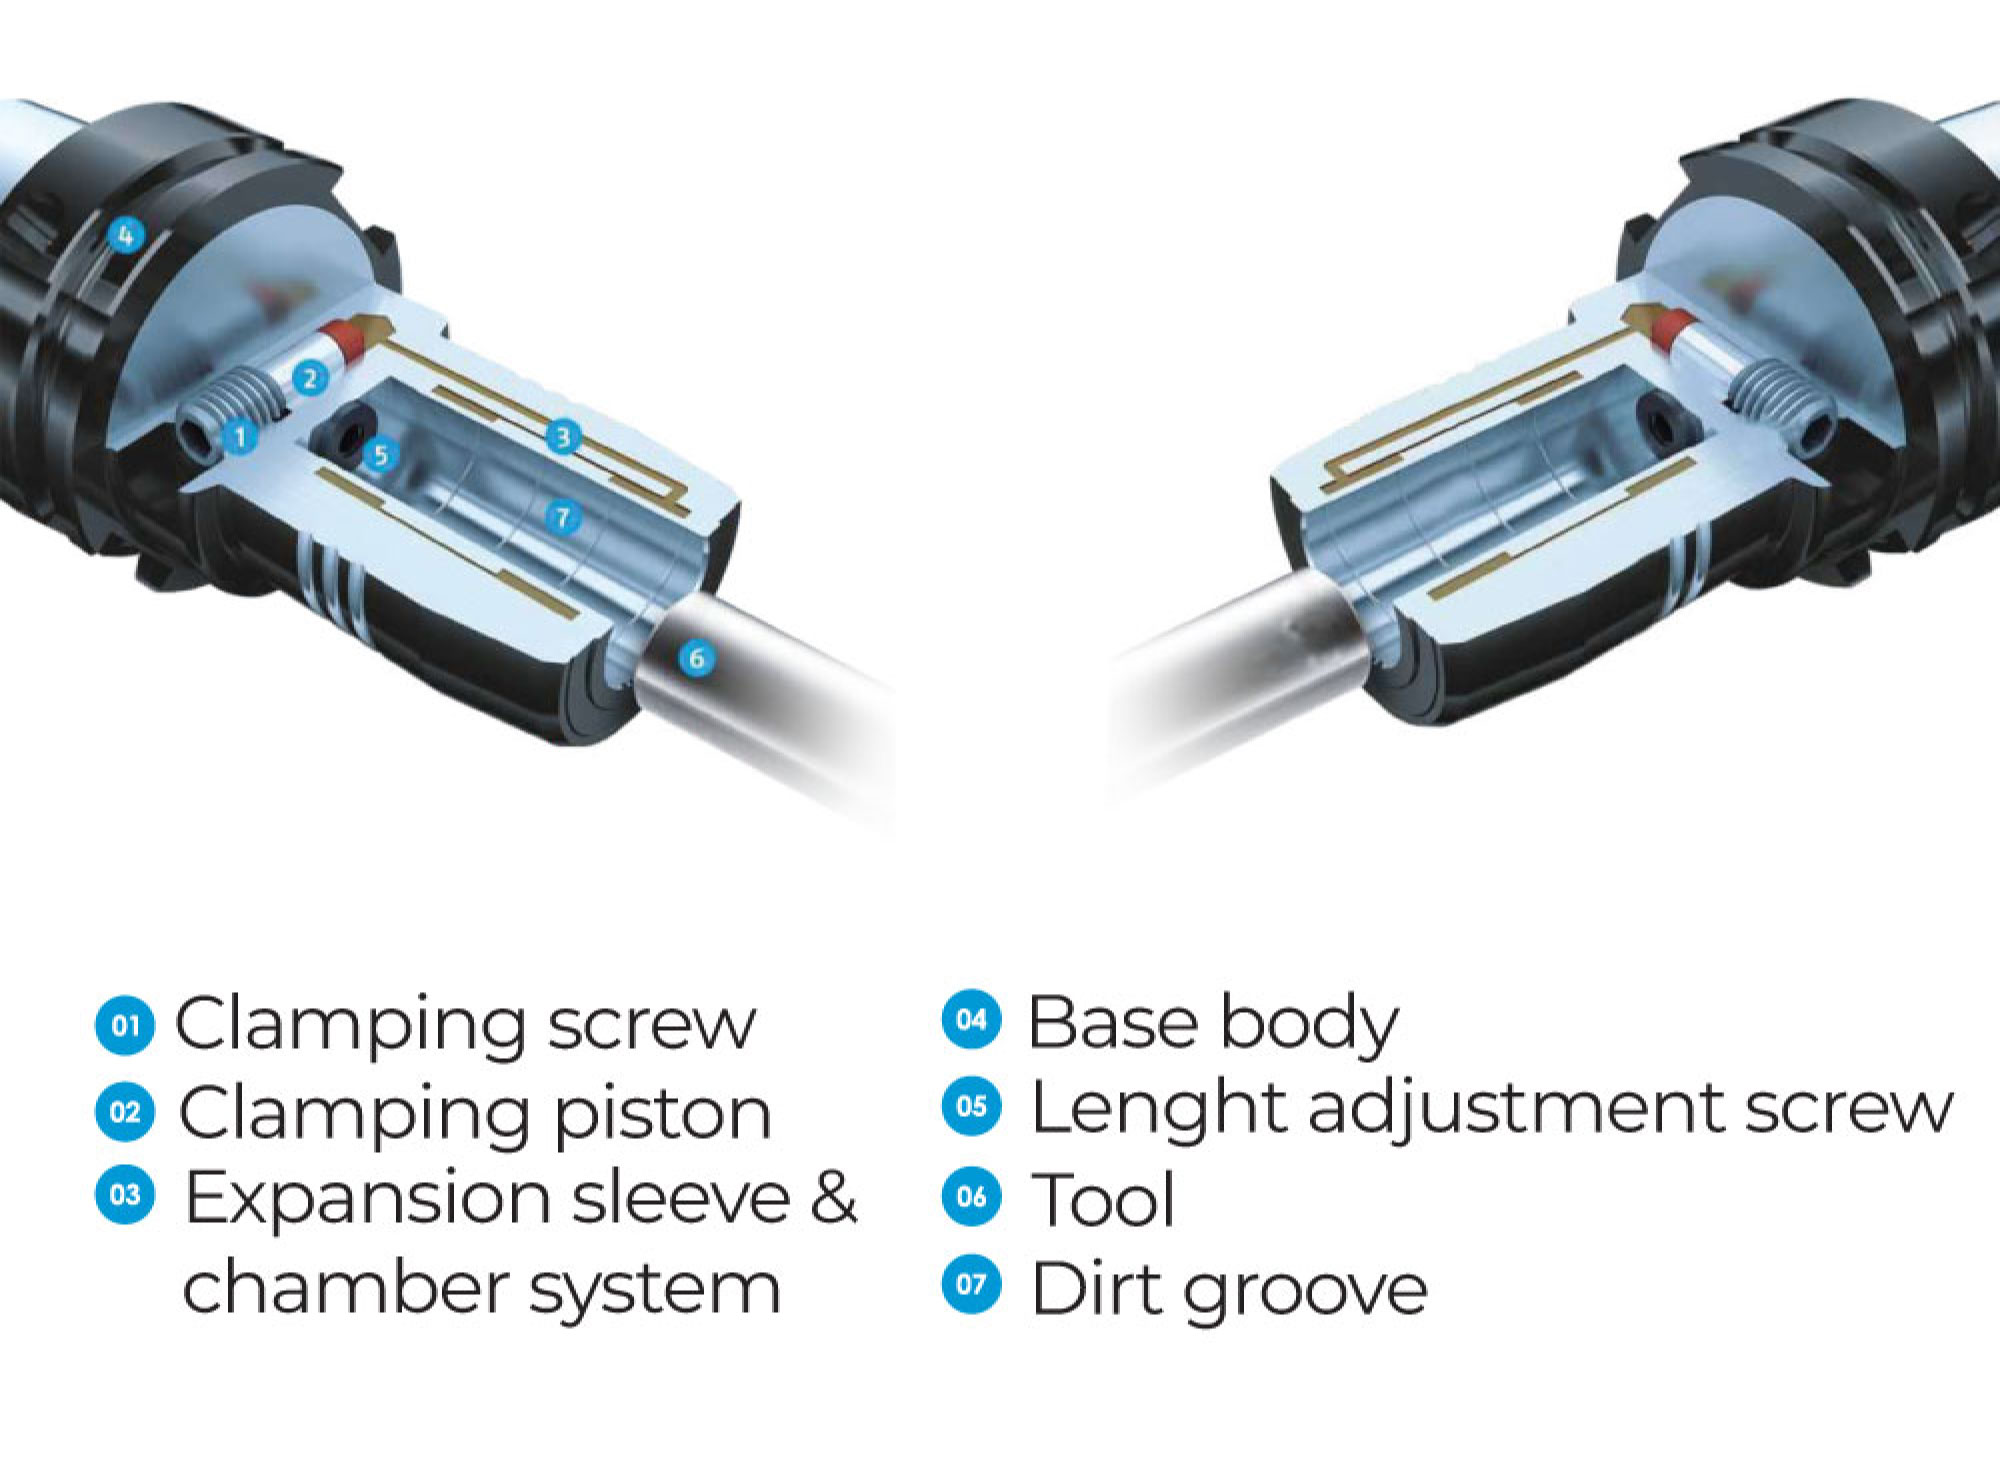 4
2
1
3
5
7
6
01 Clamping screw
02 Clamping piston
03 Expansion sleeve &
chamber system
04 Base body
05 Lenght adjustment screw
06 Tool
07 Dirt groove